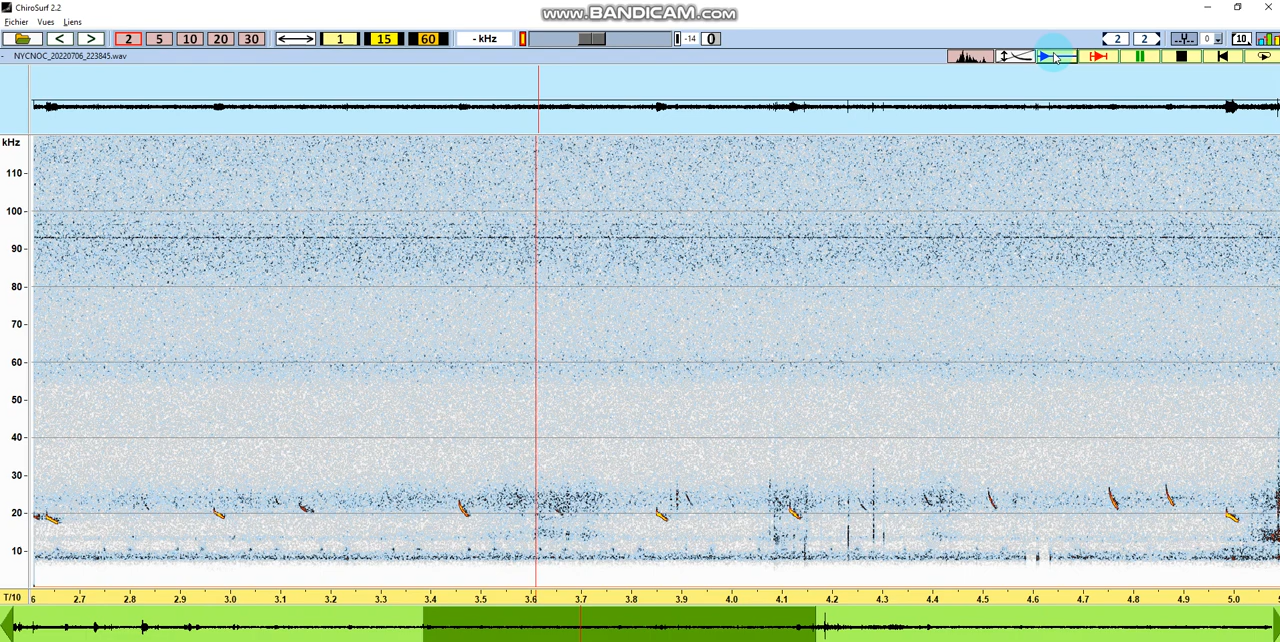 ChiroSurf 2.2
www.BANDICAM.com
Fichier Vues Liens
< > 2 5 10 20 30 1 15 60 - kHz -14 0 2 2 0 10
- NYCNOC_20220706_223845.wav
kHz
110
100
90
80
70
60
50
40
30
20
10
T/10 6 2.7 2.8 2.9 3.0 3.1 3.2 3.3 3.4 3.5 3.6 3.7 3.8 3.9 4.0 4.1 4.2 4.3 4.4 4.5 4.6 4.7 4.8 4.9 5.0